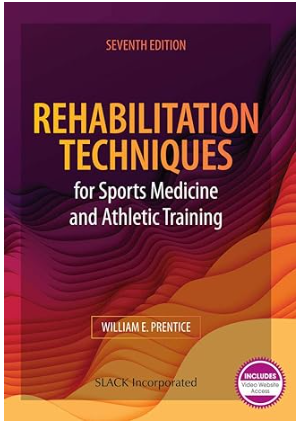 SEVENTH EDITION
REHABILITATION
TECHNIQUES
for Sports Medicine
and Athletic Training
WILLIAM E. PRENTICE
SLACK Incorporated
INCLUDES
Video Website
Access